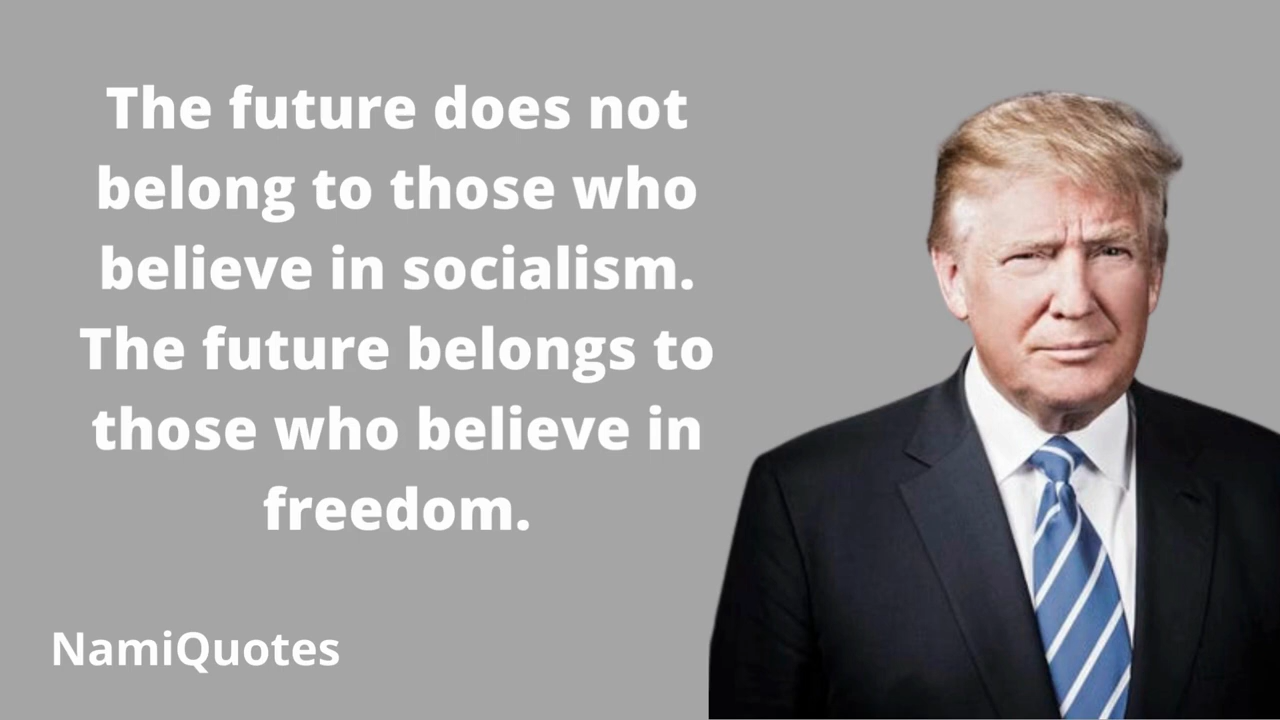 The future does not
belong to those who
believe in socialism.
The future belongs to
those who believe in
freedom.
NamiQuotes